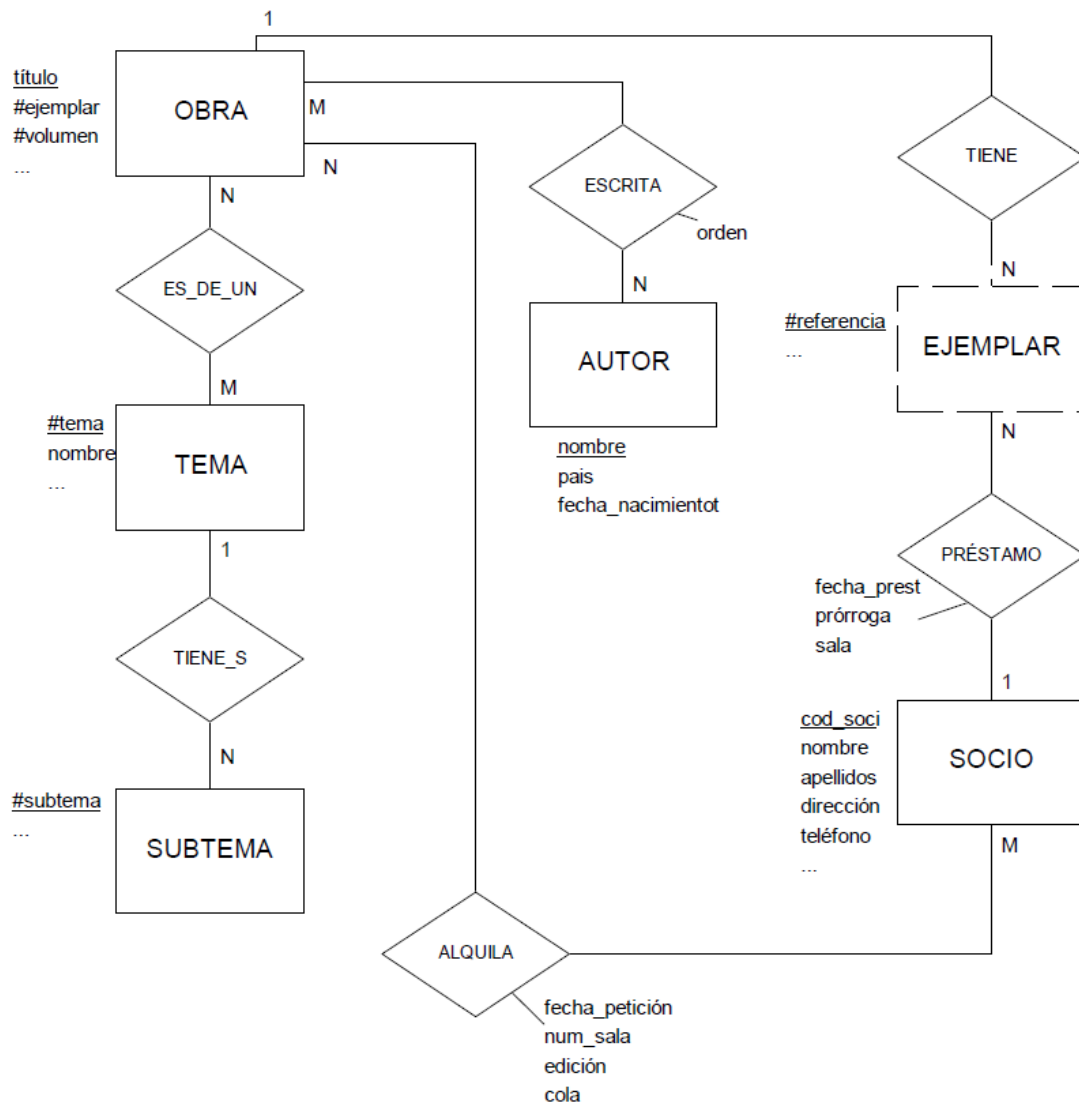 1
título
#ejemplar
#volumen
...
OBRA
M
N
N
ES_DE_UN
M
#tema
nombre
...
TEMA
1
TIENE_S
N
#subtema
...
SUBTEMA
ESCRITA
orden
N
AUTOR
nombre
pais
fecha_nacimientot
TIENE
N
#referencia
...
EJEMPLAR
N
PRÉSTAMO
fecha_prest
prórroga
sala
1
cod_soci
nombre
apellidos
dirección
teléfono
...
SOCIO
M
ALQUILA
fecha_petición
num_sala
edición
cola